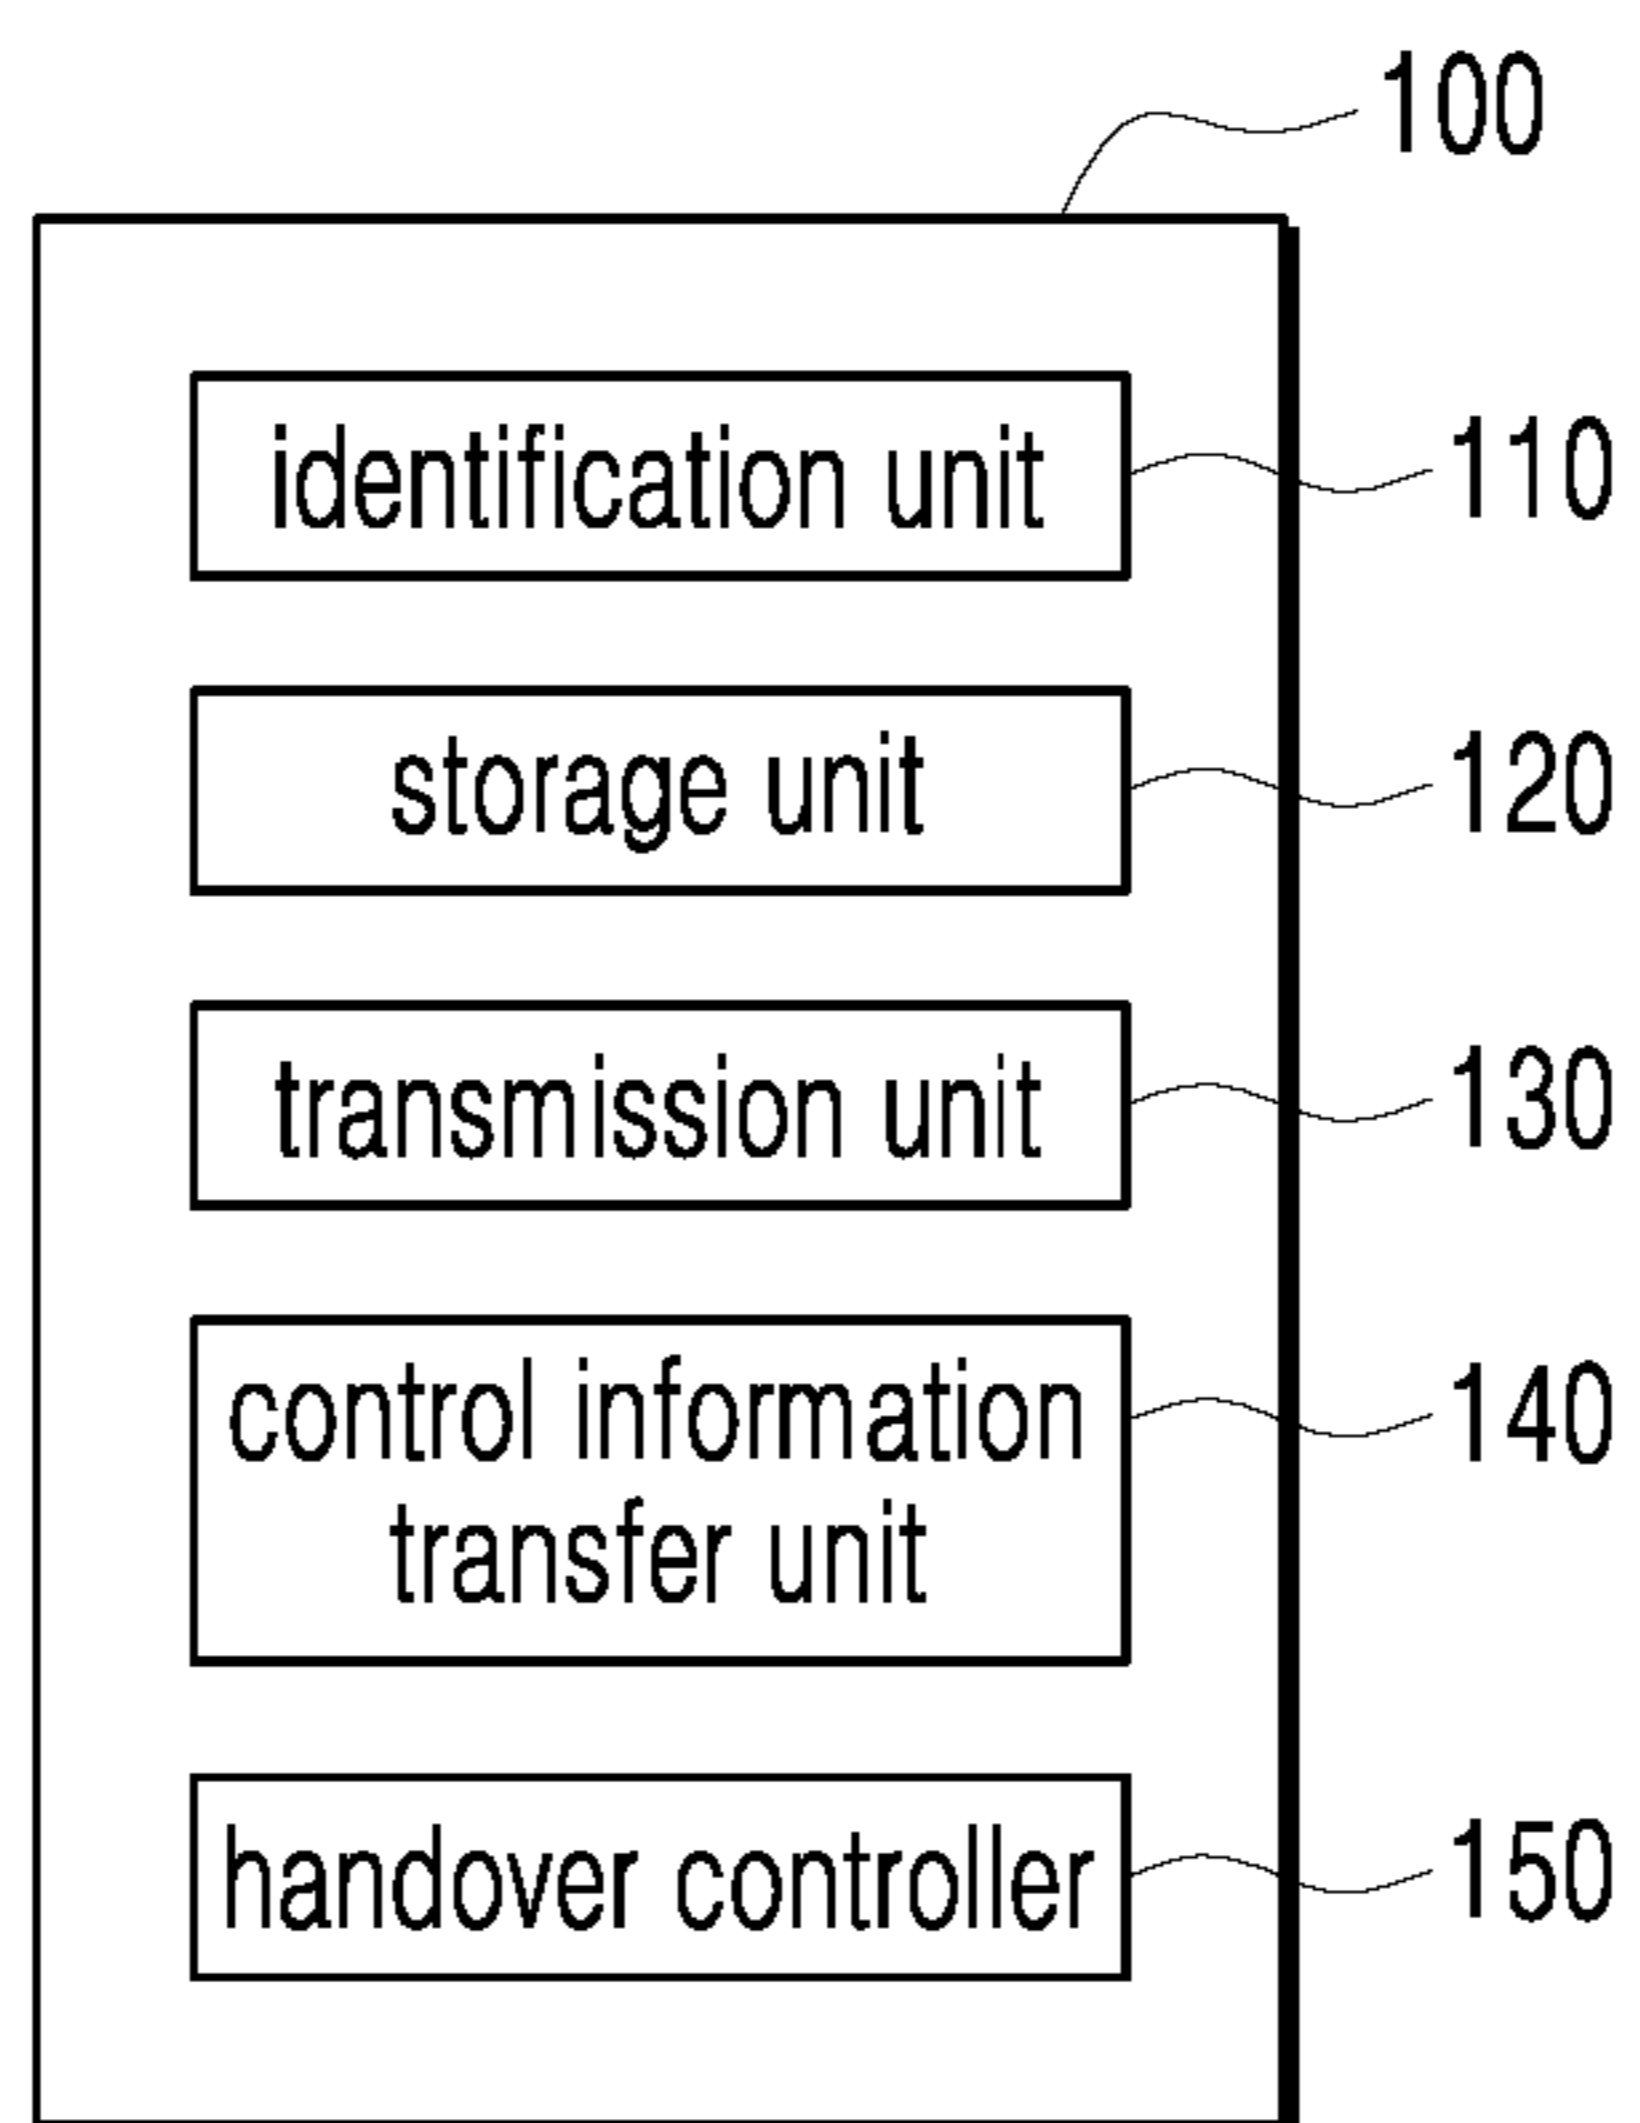 100
identification unit 110
storage unit 120
transmission unit 130
control information 140
transfer unit
handover controller 150